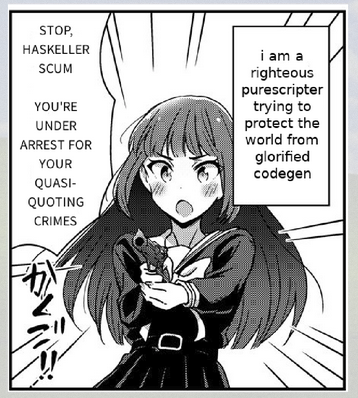 STOP,
HASKELLER
SCUM
YOU'RE
UNDER
ARREST FOR
YOUR
QUASI-
QUOTING
CRIMES
i am a
righteous
purescripter
trying to
protect the
world from
glorified
codegen
かくご!!